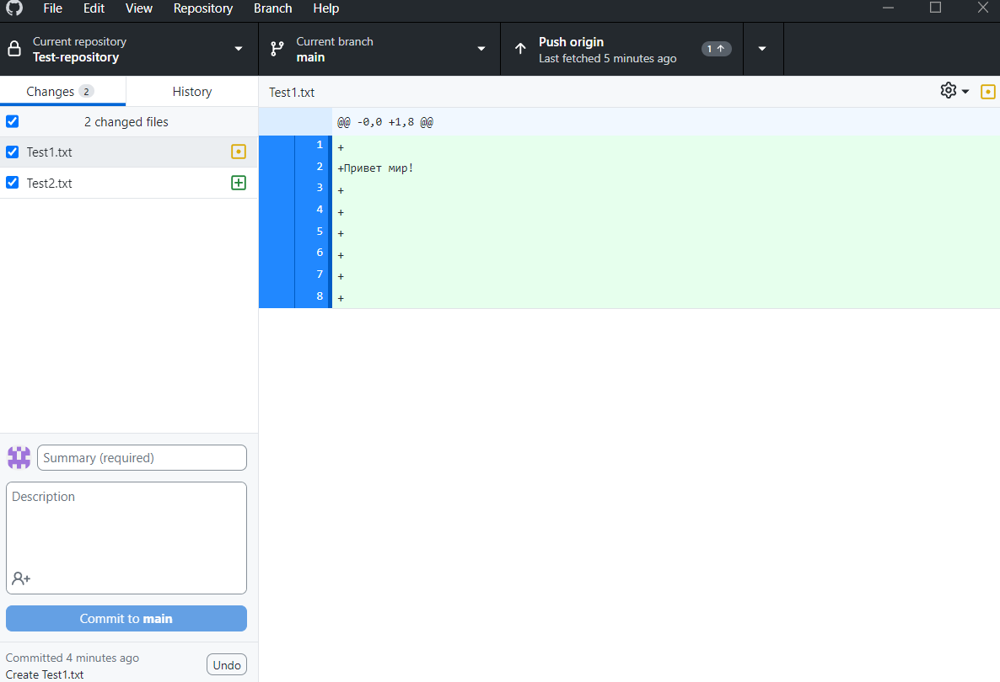 File Edit View Repository Branch Help
Current repository
Test-repository
Current branch
main
Push origin
Last fetched 5 minutes ago
1
Changes 2
History
Test1.txt
2 changed files
Test1.txt
Test2.txt
@@ -0,0 +1,8 @@
1 +
2 +Привет мир!
3 +
4 +
5 +
6 +
7 +
8 +
Summary (required)
Description
Commit to main
Committed 4 minutes ago
Create Test1.txt
Undo